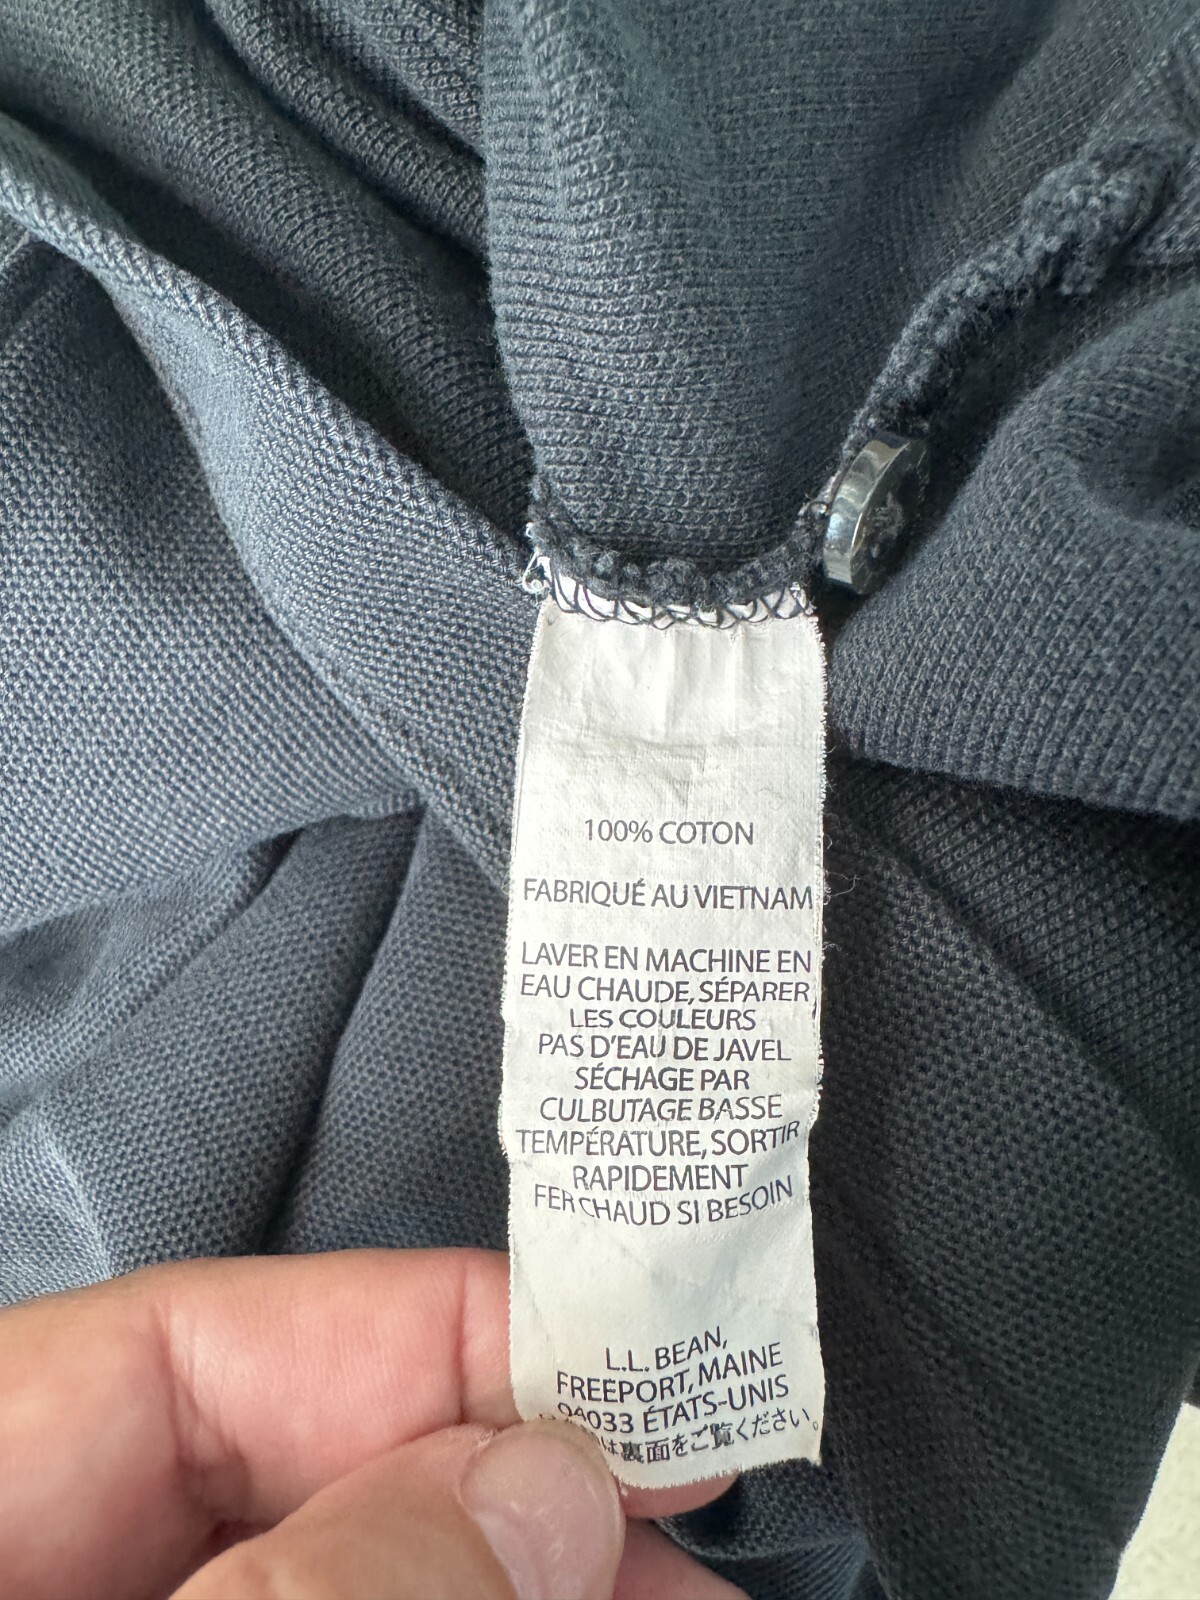 100% COTON
FABRIQUÉ AU VIETNAM
LAVER EN MACHINE EN
EAU CHAUDE, SÉPARER
LES COULEURS
PAS D'EAU DE JAVEL
SÉCHAGE PAR
CULBUTAGE BASSE
TEMPÉRATURE, SORTIR
RAPIDEMENT
FER CHAUD SI BESOIN
L.L. BEAN,
FREEPORT, MAINE
04033 ÉTATS-UNIS
は裏面をご覧ください。